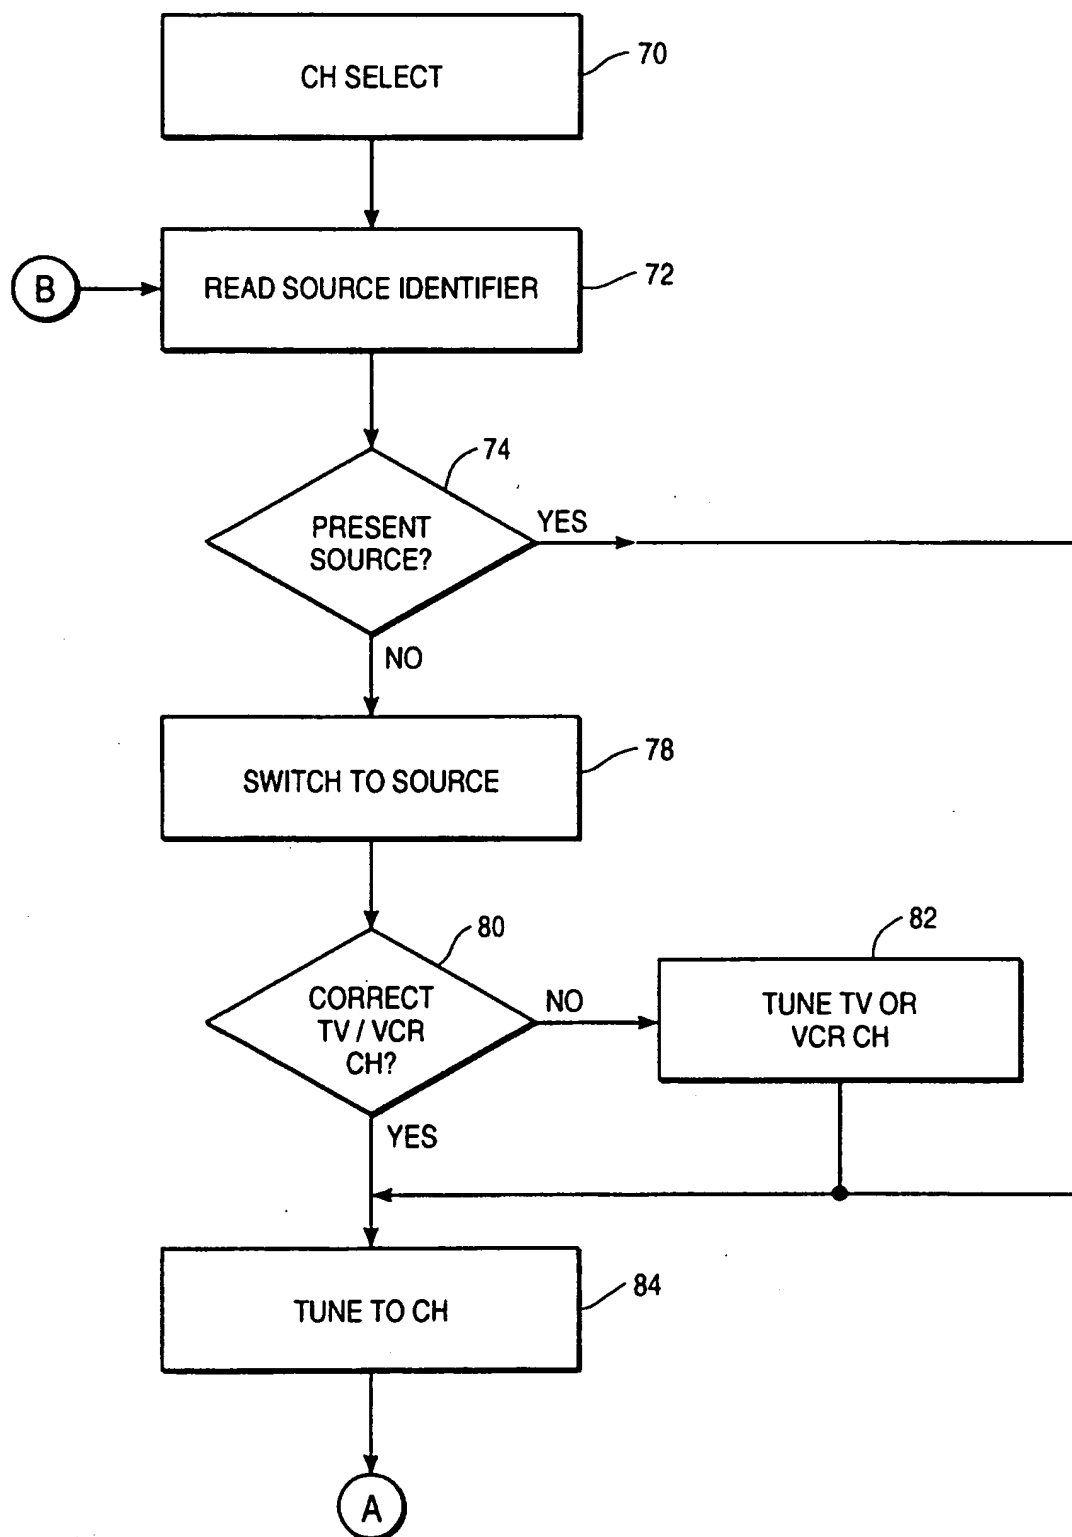 CH SELECT
70
B
READ SOURCE IDENTIFIER
72
74
PRESENT
SOURCE?
YES
NO
SWITCH TO SOURCE
78
80
CORRECT
TV / VCR
CH?
NO
82
TUNE TV OR
VCR CH
YES
TUNE TO CH
84
A